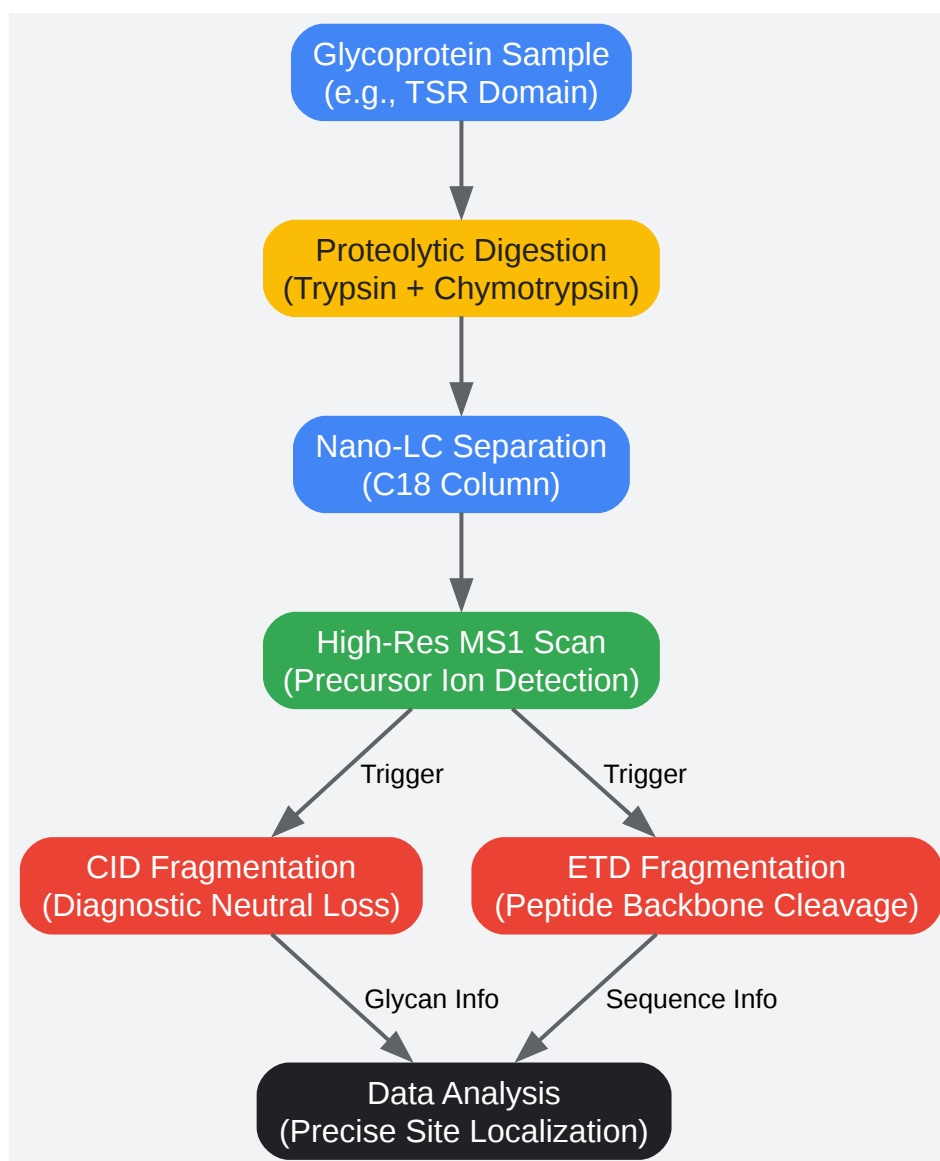 Glycoprotein Sample
(e.g., TSR Domain)
Proteolytic Digestion
(Trypsin + Chymotrypsin)
Nano-LC Separation
(C18 Column)
High-Res MS1 Scan
(Precursor Ion Detection)
Trigger
Trigger
CID Fragmentation
(Diagnostic Neutral Loss)
ETD Fragmentation
(Peptide Backbone Cleavage)
Glycan Info
Sequence Info
Data Analysis
(Precise Site Localization)